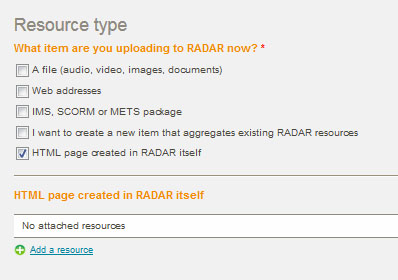 Resource type
What item are you uploading to RADAR now? *
A file (audio, video, images, documents)
Web addresses
IMS, SCORM or METS package
I want to create a new item that aggregates existing RADAR resources
HTML page created in RADAR itself
HTML page created in RADAR itself
No attached resources
Add a resource